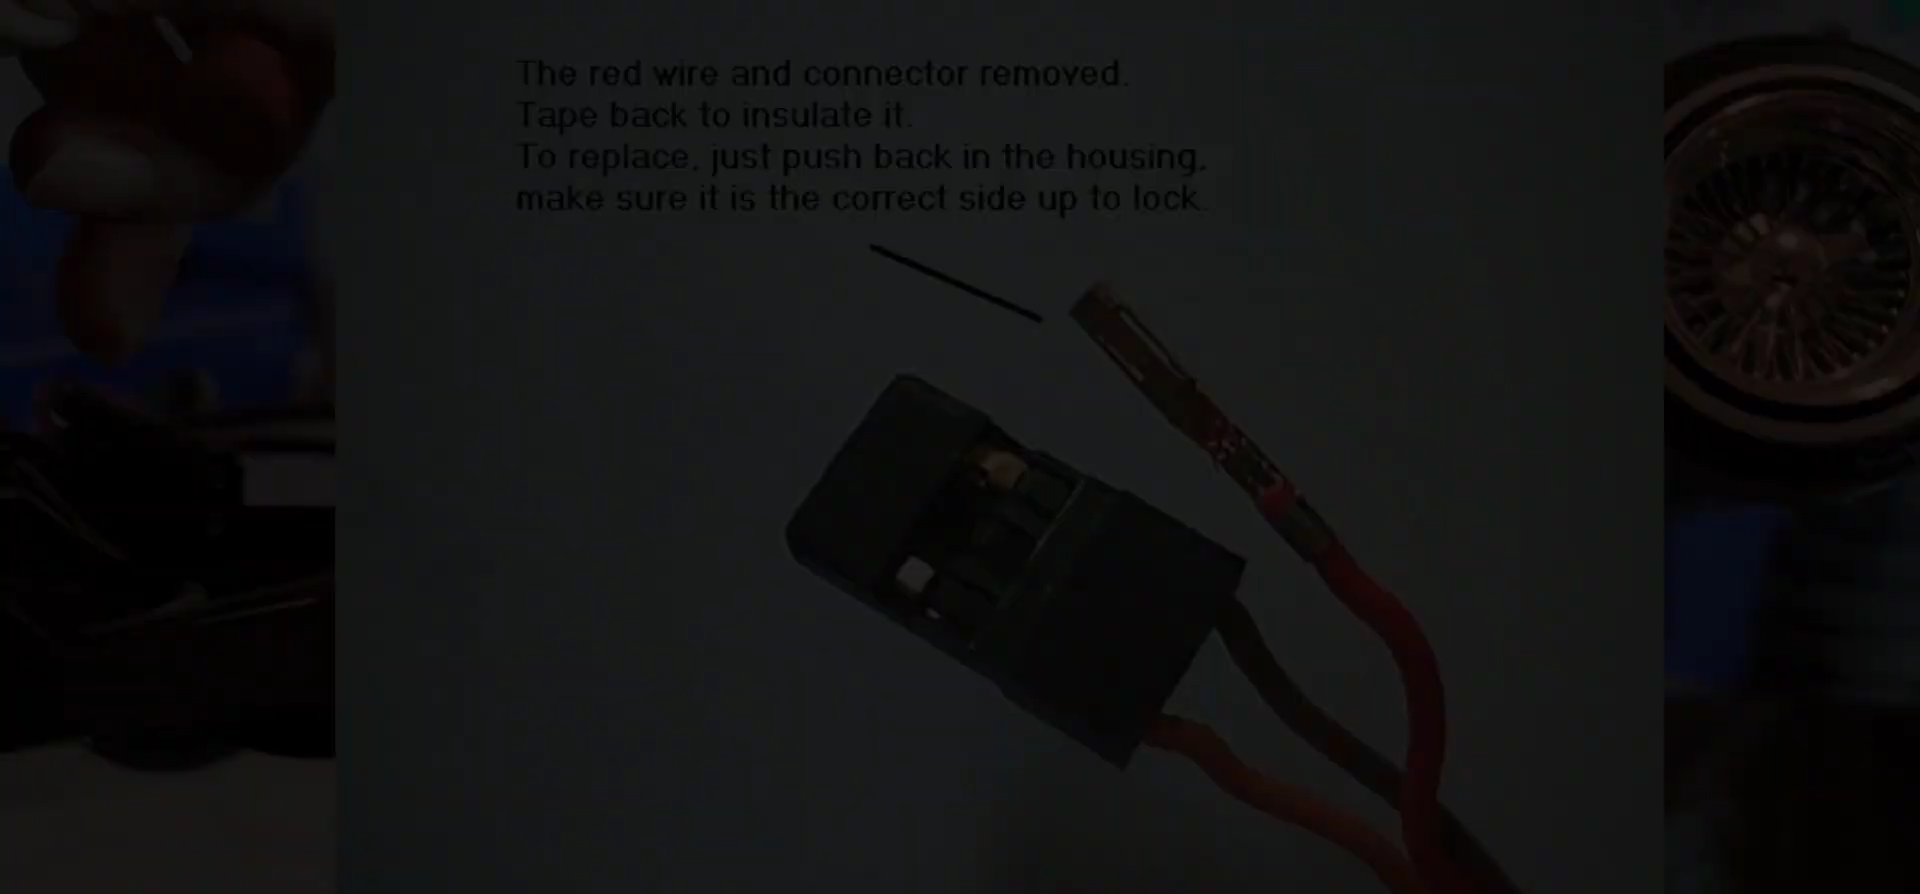 The red wire and connector removed.
Tape back to insulate it.
To replace, just push back in the housing,
make sure it is the correct side up to lock.